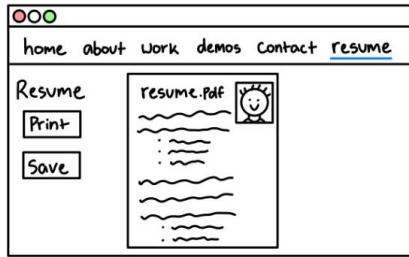 home about work demos contact resume
Resume
Print
Save
resume.pdf